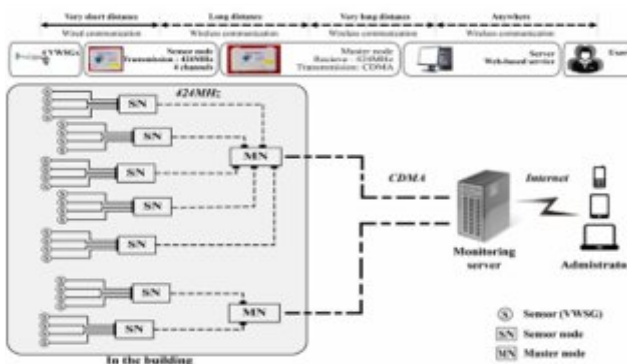 Very short distance Long distance Very long distance Anywhere
Wired communication Wireless communication Wireless communication Wireless communication
4 VWSGs
Sensor node
Transmission : 424MHz
4 channels
Master node
Recieve : 424MHz
Transmission: CDMA
Server
Web-based service
User
424MHz
SN
SN
MN
SN
SN
SN
SN
MN
SN
In the building
CDMA
Internet
Monitoring
server
Admistrator
S Sensor (VWSG)
SN Sensor node
MN Master node